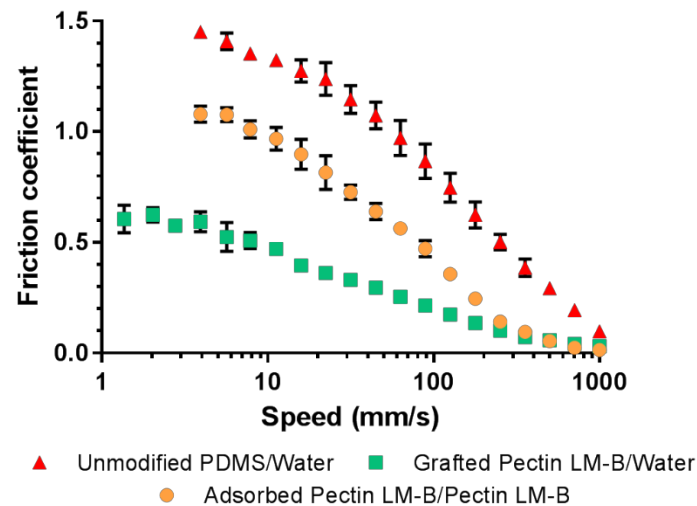 1.5
1.0
0.5
0.0
Friction coefficient
1 10 100 1000
Speed (mm/s)
Unmodified PDMS/Water Grafted Pectin LM-B/Water
Adsorbed Pectin LM-B/Pectin LM-B